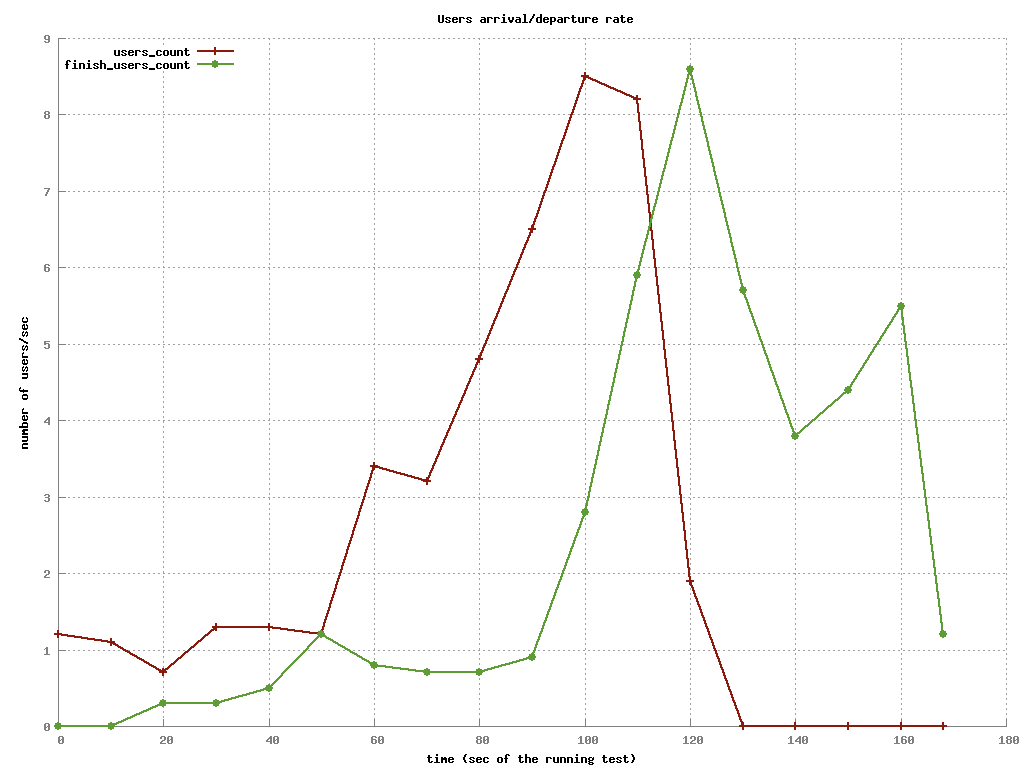 Users arrival/departure rate
users_count
finish_users_count
9
8
7
6
5
4
3
2
1
0
number of users/sec
0 20 40 60 80 100 120 140 160 180
time (sec of the running test)